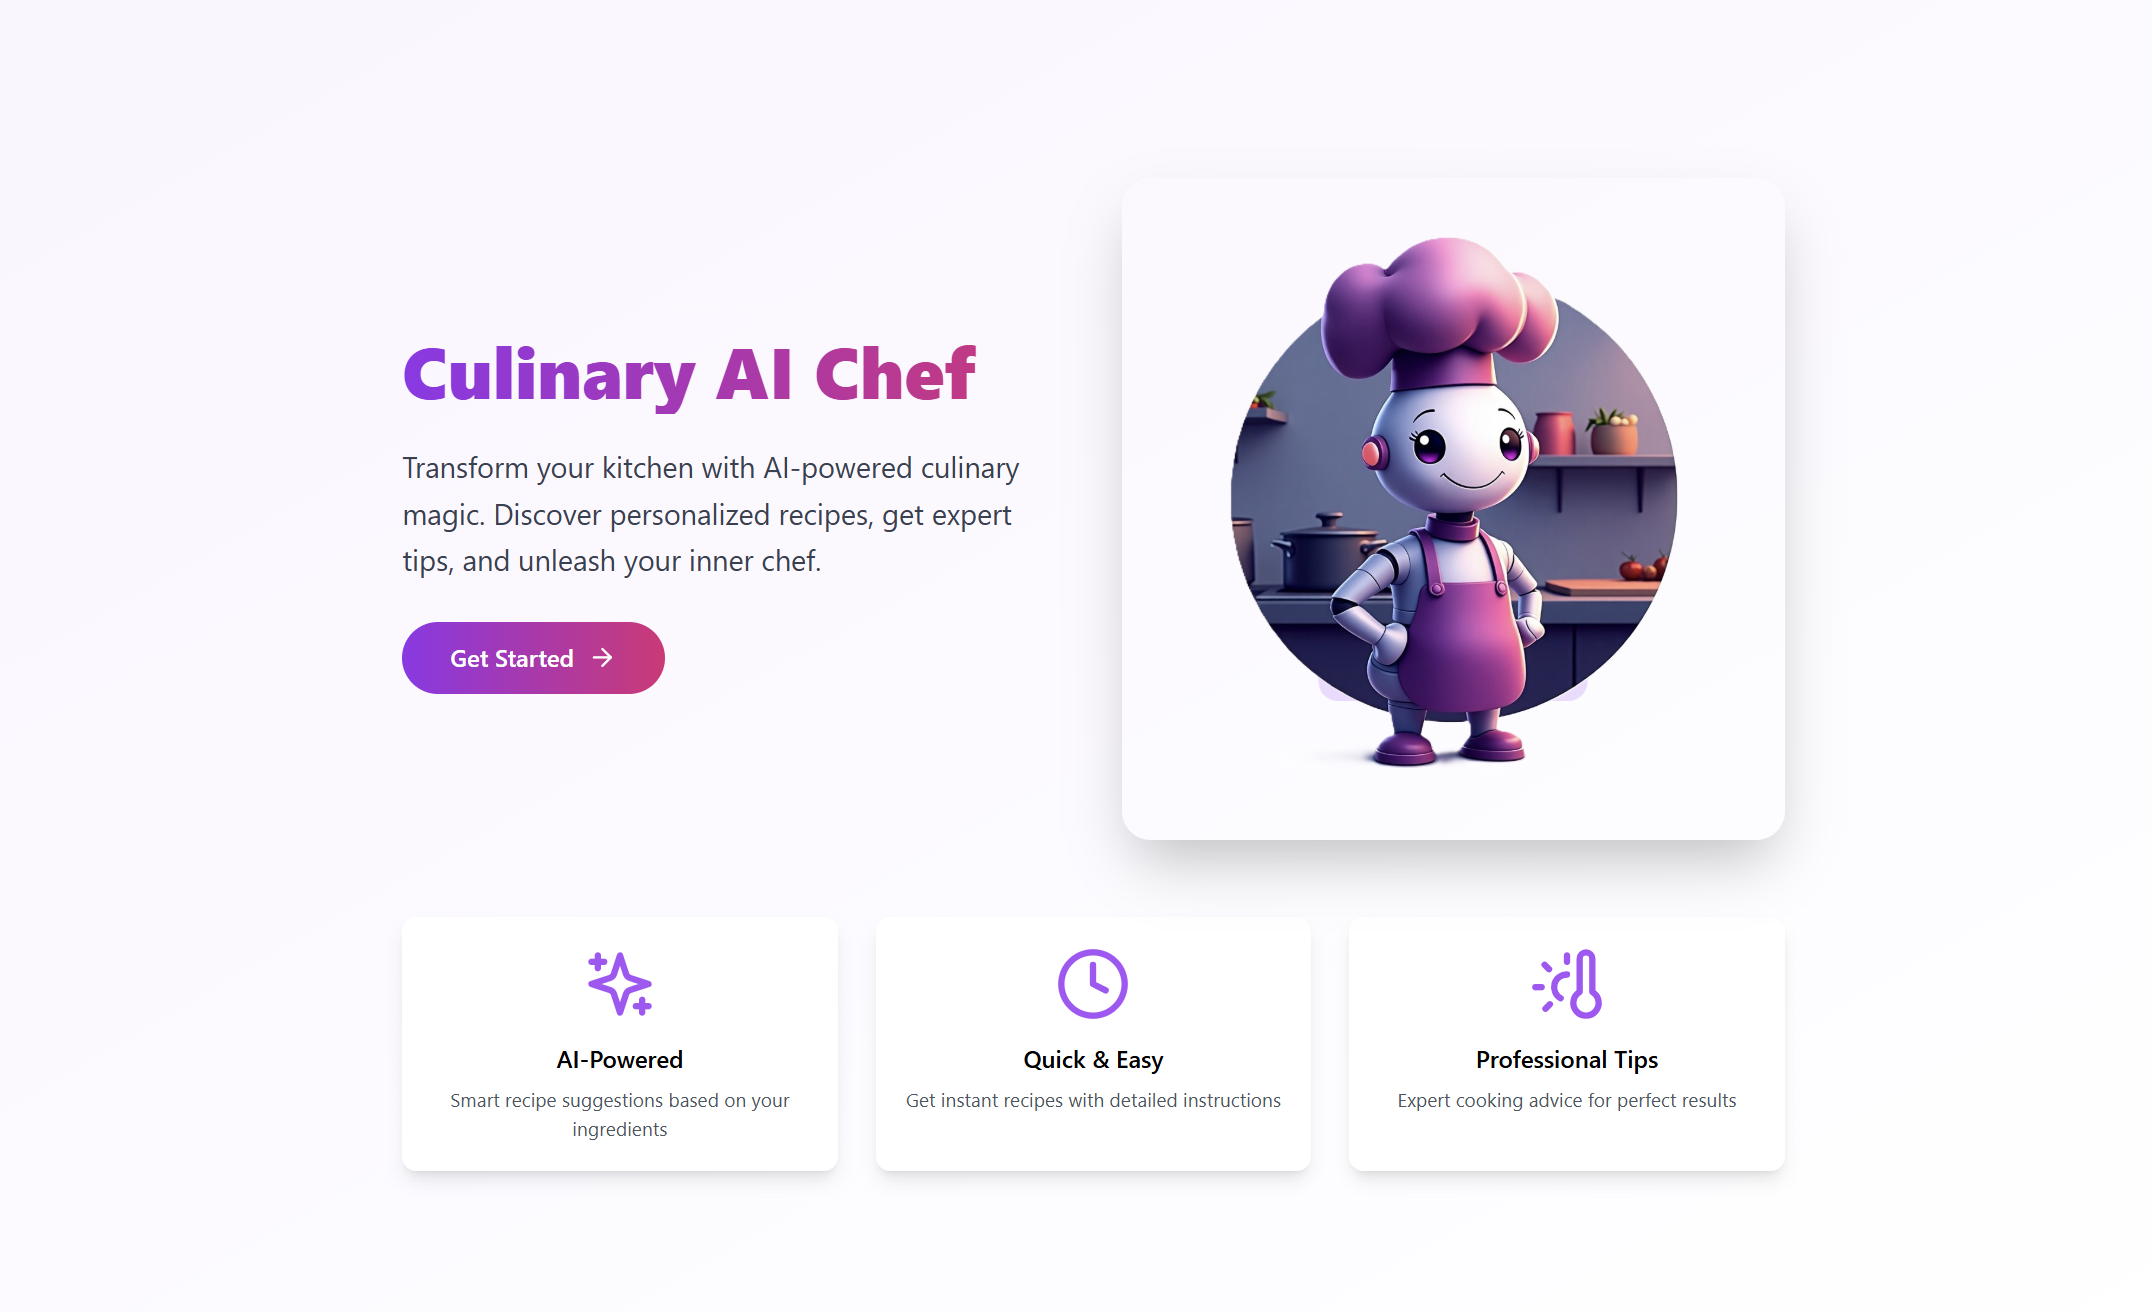 Culinary AI Chef
Transform your kitchen with AI-powered culinary
magic. Discover personalized recipes, get expert
tips, and unleash your inner chef.
Get Started
AI-Powered
Smart recipe suggestions based on your
ingredients
Quick & Easy
Get instant recipes with detailed instructions
Professional Tips
Expert cooking advice for perfect results